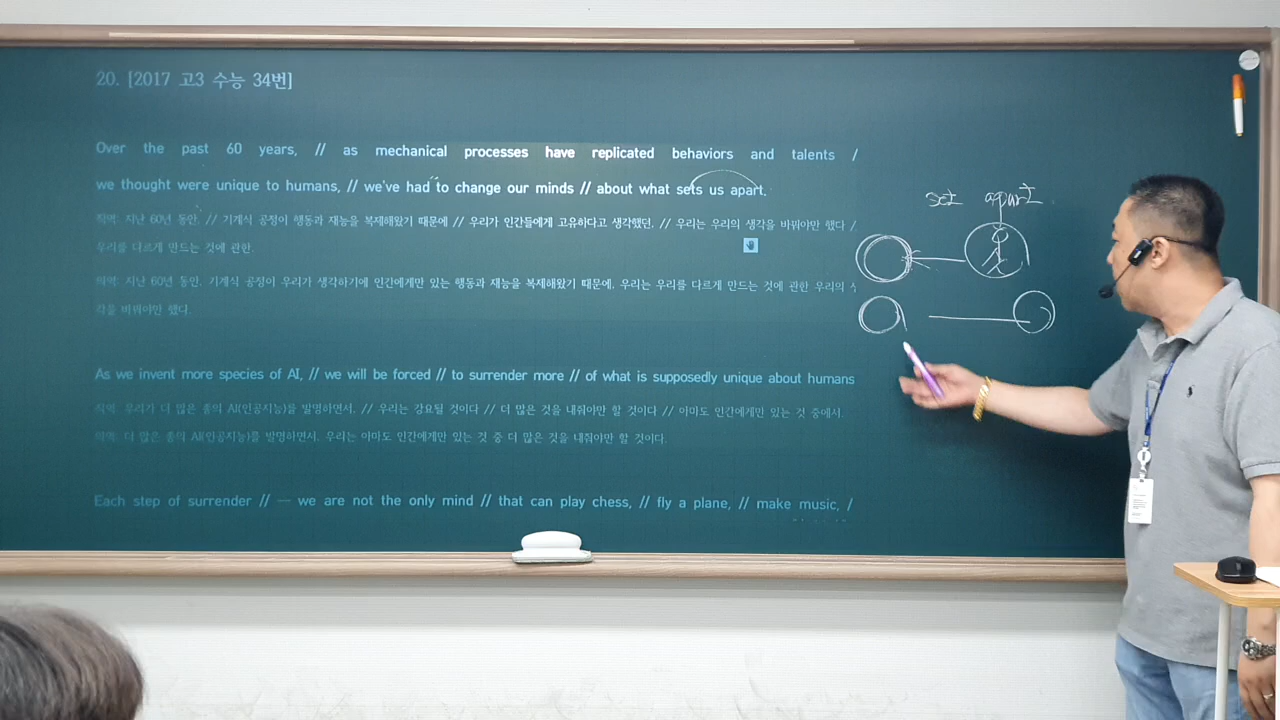 20. [2017 고3 수능 34번]
Over the past 60 years, // as mechanical processes have replicated behaviors and talents /
we thought were unique to humans, // we've had to change our minds // about what sets us apart.
직역: 지난 60년 동안, // 기계식 공정이 행동과 재능을 복제해왔기 때문에 // 우리가 인간들에게 고유하다고 생각했던, // 우리는 우리의 생각을 바꿔야만 했다 /
우리를 다르게 만드는 것에 관한.
의역: 지난 60년 동안, 기계식 공정이 우리가 생각하기에 인간에게만 있는 행동과 재능을 복제해왔기 때문에, 우리는 우리를 다르게 만드는 것에 관한 우리의
각을 바꿔야만 했다.
As we invent more species of AI, // we will be forced // to surrender more // of what is supposedly unique about humans
직역: 우리가 더 많은 종의 AI(인공지능)를 발명하면서, // 우리는 강요될 것이다 // 더 많은 것을 내줘야만 할 것이다 // 아마도 인간에게만 있는 것 중에서.
의역: 더 많은 종의 AI(인공지능)를 발명하면서, 우리는 아마도 인간에게만 있는 것 중 더 많은 것을 내줘야만 할 것이다.
Each step of surrender // — we are not the only mind // that can play chess, // fly a plane, // make music, /
set apart